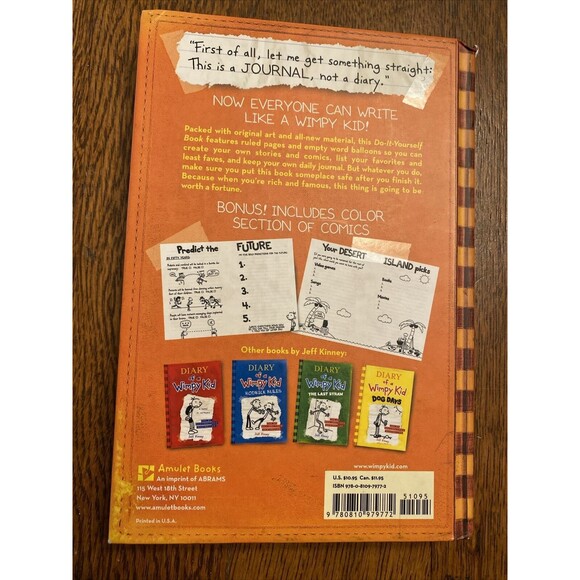 "First of all, let me get something straight:
This is a JOURNAL, not a diary."
NOW EVERYONE CAN WRITE
LIKE A WIMPY KID!
Packed with original art and all-new material, this Do-It-Yourself
Book features ruled pages and empty word balloons so you can
create your own stories and comics, list your favorites and
least faves, and keep your own daily journal. But whatever you do,
make sure you put this book someplace safe after you finish it.
Because when you're rich and famous, this thing is going to be
worth a fortune.
BONUS! INCLUDES COLOR
SECTION OF COMICS
Predict the FUTURE
1.
2.
3.
4.
5.
Your DESERT ISLAND picks
Video games
Songs
Books
Movies
Other books by Jeff Kinney:
DIARY
of a
Wimpy Kid
DIARY
of a
Wimpy Kid
RODRICK RULES
DIARY
of a
Wimpy Kid
THE LAST STRAW
DIARY
of a
Wimpy Kid
DOG DAYS
Amulet Books
An imprint of ABRAMS
115 West 18th Street
New York, NY 10011
www.amuletbooks.com
Printed in U.S.A.
www.wimpykid.com
U.S. $10.95 Can. $11.95
ISBN 978-0-8109-7977-2
51095
9 780810 979772